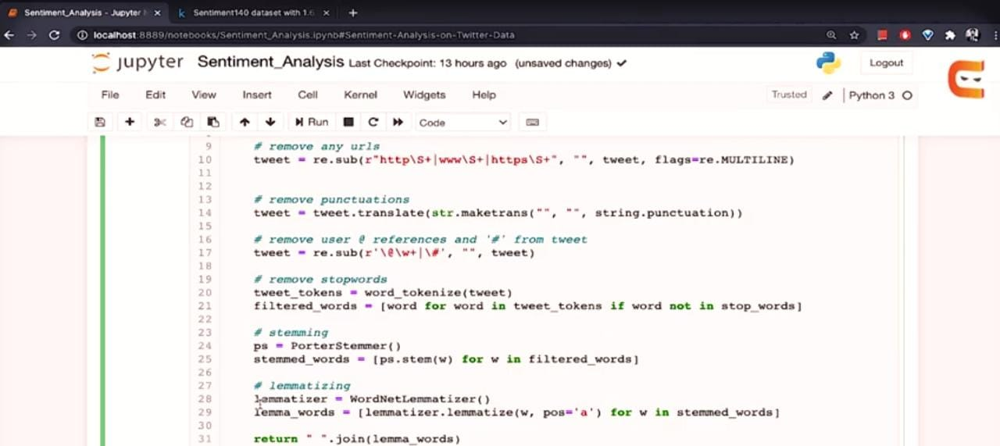 Sentiment_Analysis - Jupyter
Sentiment140 dataset with 1.6
localhost:8889/notebooks/Sentiment_Analysis.ipynb#Sentiment-Analysis-on-Twitter-Data
jupyter Sentiment_Analysis Last Checkpoint: 13 hours ago (unsaved changes)
Logout
File Edit View Insert Cell Kernel Widgets Help
Trusted Python 3
Run Code
9 # remove any urls
10 tweet = re.sub(r"http\S+|www\S+|https\S+", "", tweet, flags=re.MULTILINE)
11
12
13 # remove punctuations
14 tweet = tweet.translate(str.maketrans("", "", string.punctuation))
15
16 # remove user @ references and '#' from tweet
17 tweet = re.sub(r'\@\w+|\#', "", tweet)
18
19 # remove stopwords
20 tweet_tokens = word_tokenize(tweet)
21 filtered_words = [word for word in tweet_tokens if word not in stop_words]
22
23 # stemming
24 ps = PorterStemmer()
25 stemmed_words = [ps.stem(w) for w in filtered_words]
26
27 # lemmatizing
28 lemmatizer = WordNetLemmatizer()
29 lemma_words = [lemmatizer.lemmatize(w, pos='a') for w in stemmed_words]
30
31 return " ".join(lemma_words)